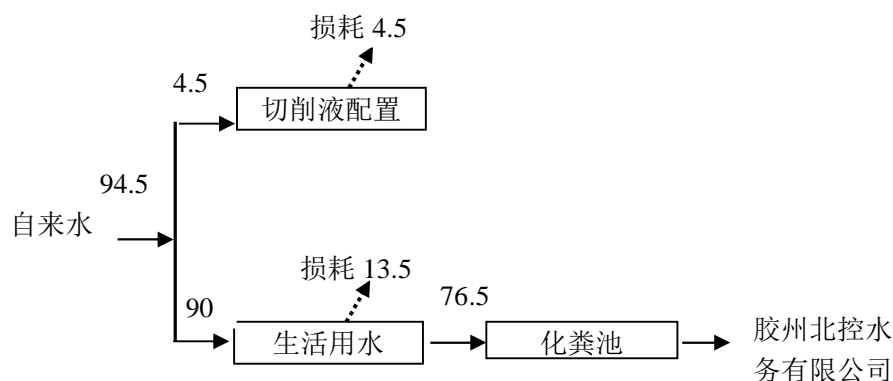 损耗 4.5
4.5
切削液配置
94.5
自来水
损耗 13.5
90
76.5
生活用水
化粪池
胶州北控水
务有限公司